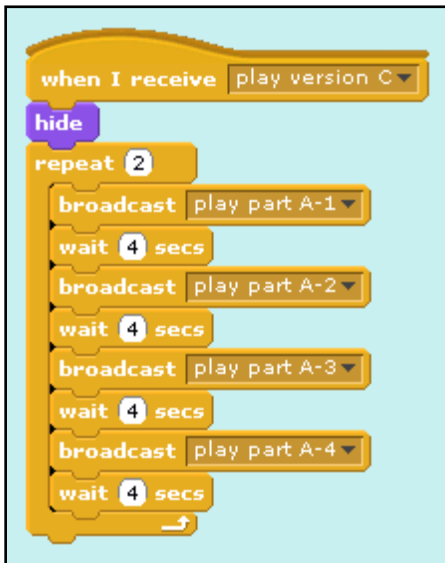 when I receive play version C
hide
repeat 2
broadcast play part A-1
wait 4 secs
broadcast play part A-2
wait 4 secs
broadcast play part A-3
wait 4 secs
broadcast play part A-4
wait 4 secs